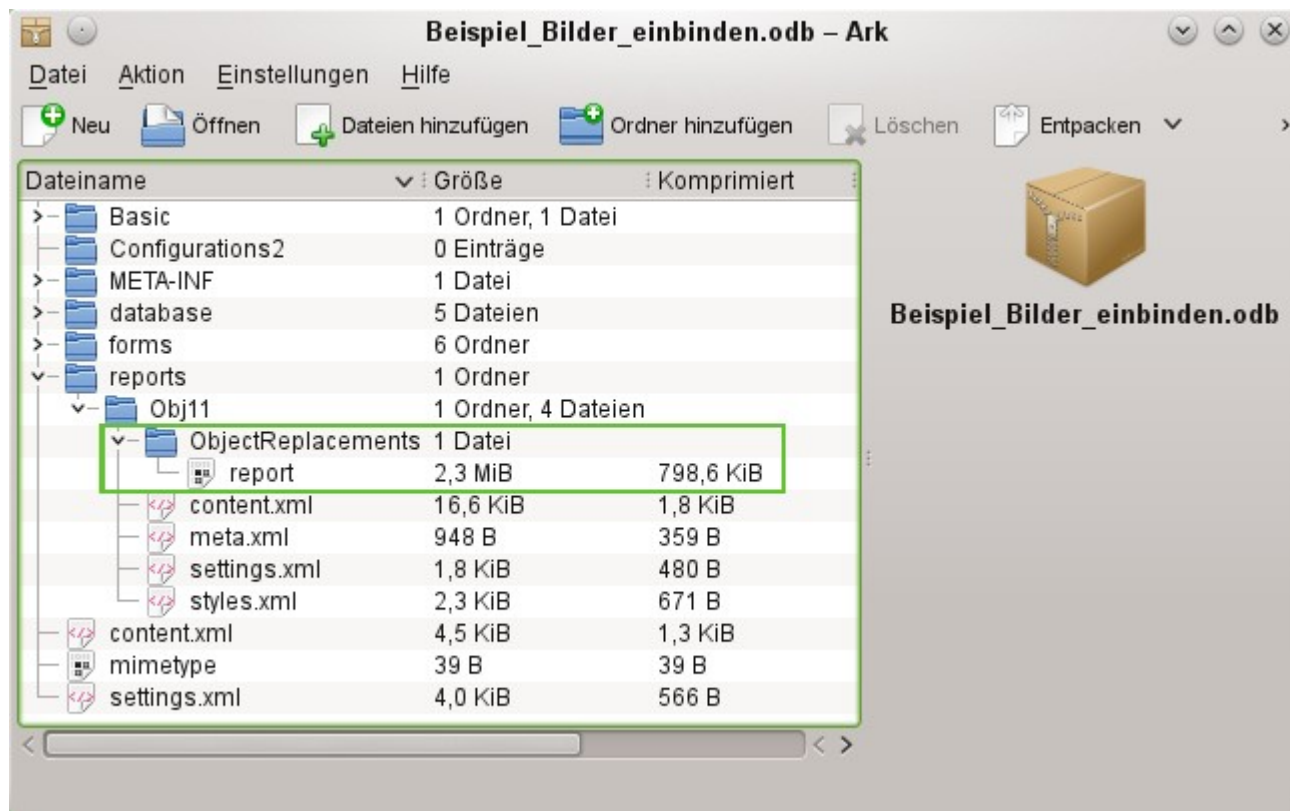 Beispiel_Bilder_einbinden.odb – Ark
Datei Aktion Einstellungen Hilfe
Neu Öffnen Dateien hinzufügen Ordner hinzufügen Löschen Entpacken
Dateiname Größe Komprimiert
Basic 1 Ordner, 1 Datei
Configurations2 0 Einträge
META-INF 1 Datei
database 5 Dateien
forms 6 Ordner
reports 1 Ordner
Obj11 1 Ordner, 4 Dateien
ObjectReplacements 1 Datei
report 2,3 MiB 798,6 KiB
content.xml 16,6 KiB 1,8 KiB
meta.xml 948 B 359 B
settings.xml 1,8 KiB 480 B
styles.xml 2,3 KiB 671 B
content.xml 4,5 KiB 1,3 KiB
mimetype 39 B 39 B
settings.xml 4,0 KiB 566 B
Beispiel_Bilder_einbinden.odb